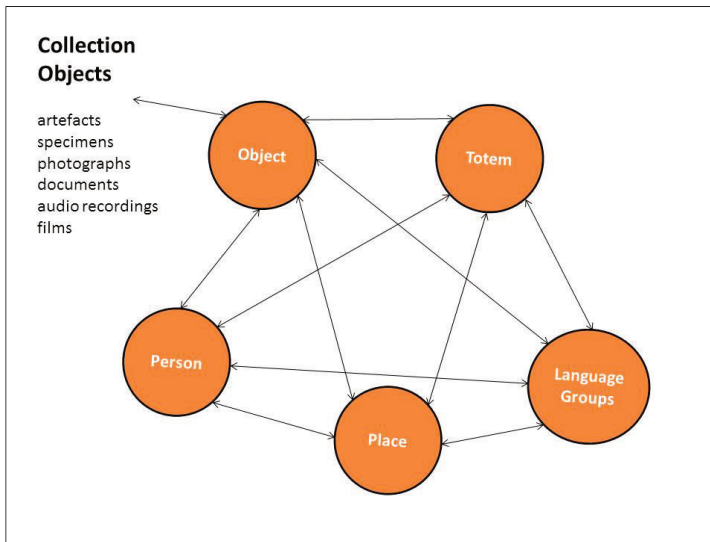 Collection
Objects
artefacts
specimens
photographs
documents
audio recordings
films
Object
Totem
Person
Place
Language
Groups